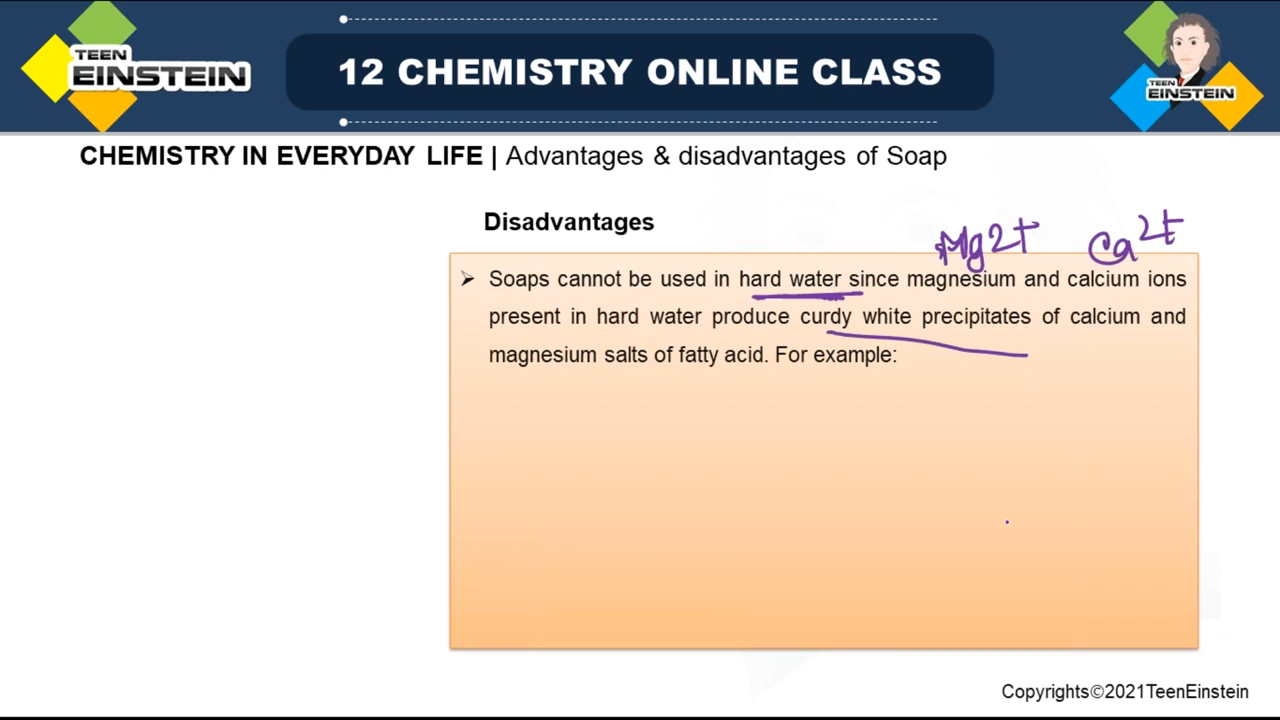 TEEN
EINSTEIN
12 CHEMISTRY ONLINE CLASS
TEEN
EINSTEIN
CHEMISTRY IN EVERYDAY LIFE | Advantages & disadvantages of Soap
Disadvantages
Mg2+ Ca2+
➢ Soaps cannot be used in hard water since magnesium and calcium ions
present in hard water produce curdy white precipitates of calcium and
magnesium salts of fatty acid. For example:
Copyrights©2021TeenEinstein